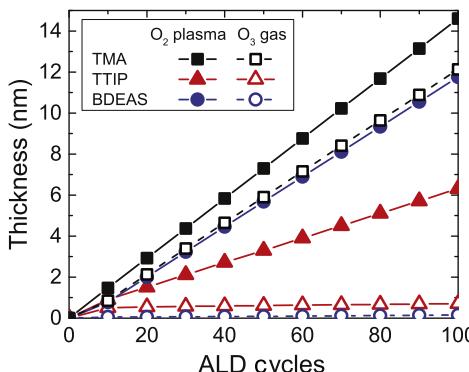 O₂ plasma O₃ gas
TMA
TTIP
BDEAS
Thickness (nm)
14
12
10
8
6
4
2
0
0 20 40 60 80 100
ALD cycles